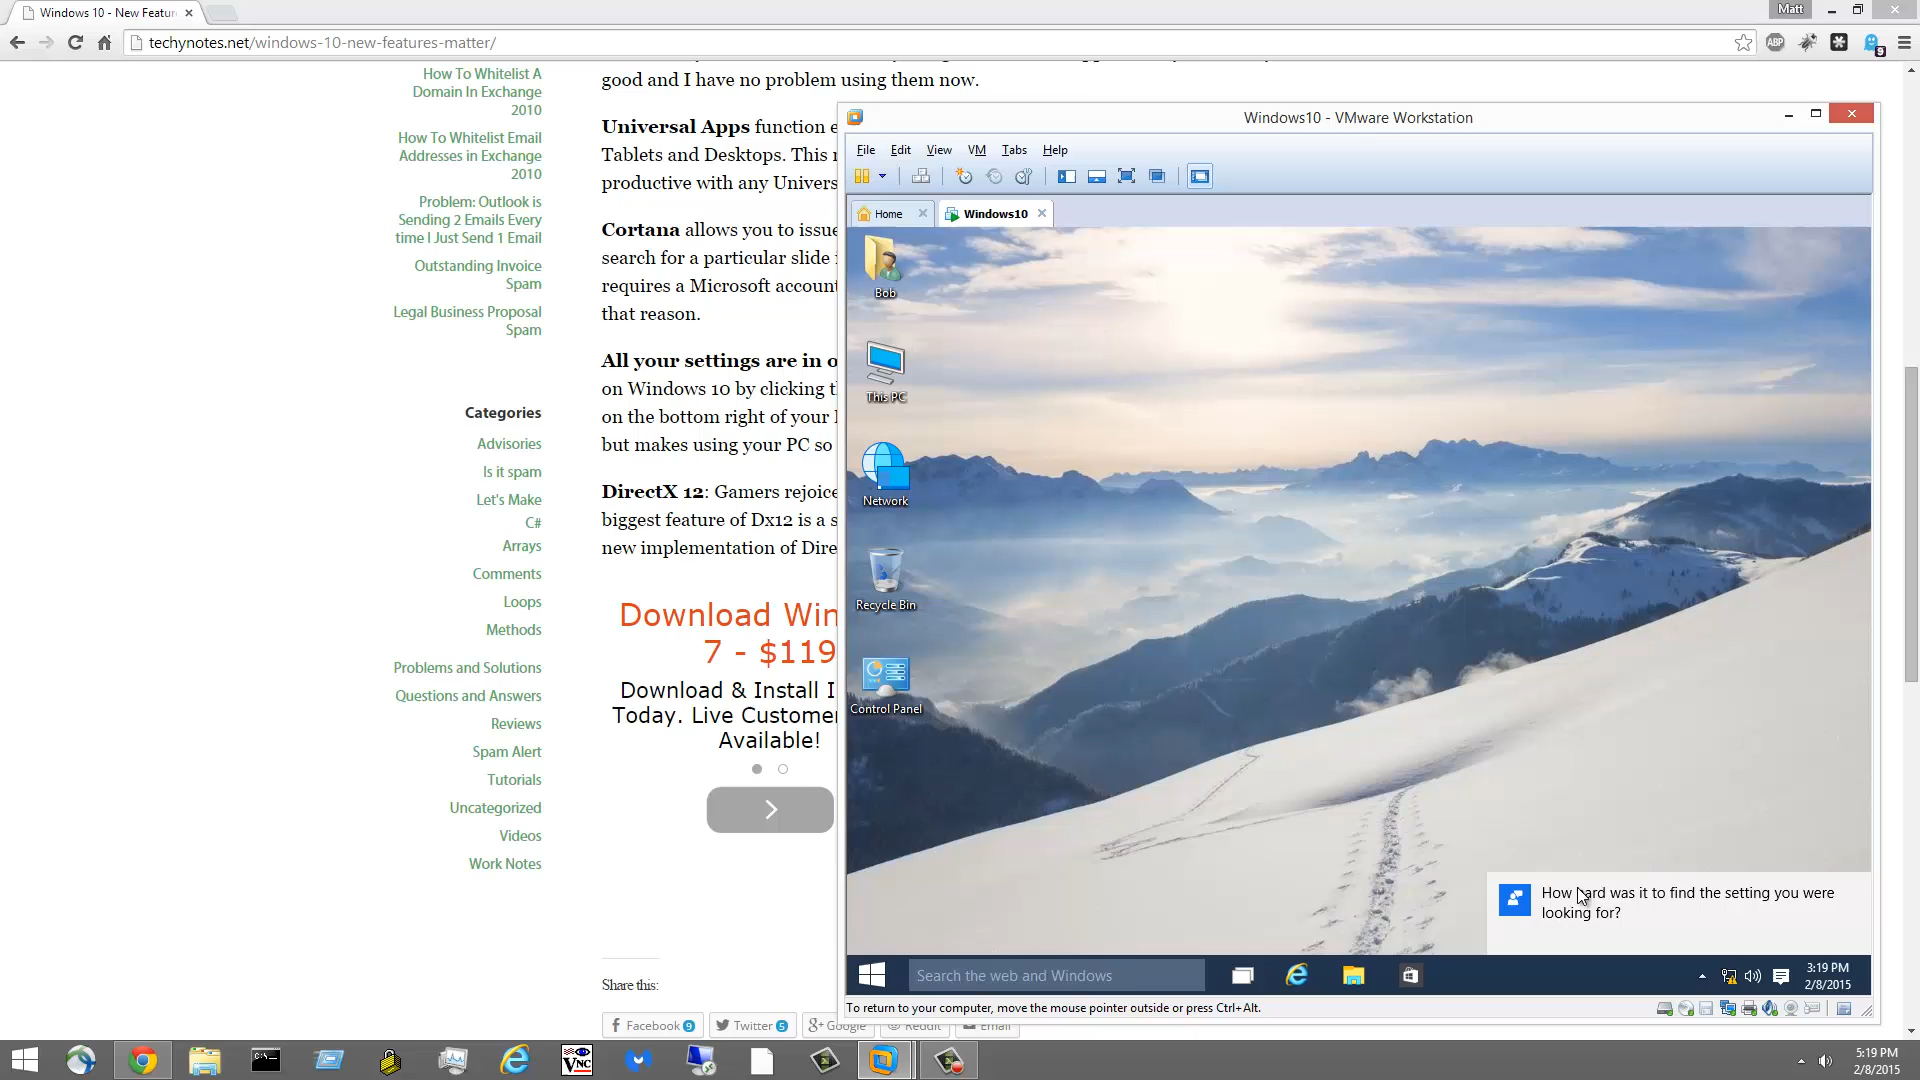 Windows 10 - New Featur
Matt
techynotes.net/windows-10-new-features-matter/
ABP
9
How To Whitelist A
Domain In Exchange
2010
How To Whitelist Email
Addresses in Exchange
2010
Problem: Outlook is
Sending 2 Emails Every
time I Just Send 1 Email
Outstanding Invoice
Spam
Legal Business Proposal
Spam
Categories
Advisories
Is it spam
Let's Make
C#
Arrays
Comments
Loops
Methods
Problems and Solutions
Questions and Answers
Reviews
Spam Alert
Tutorials
Uncategorized
Videos
Work Notes
good and I have no problem using them now.
Universal Apps function e
Tablets and Desktops. This
productive with any Univers
Cortana allows you to issue
search for a particular slide
requires a Microsoft accoun
that reason.
All your settings are in o
on Windows 10 by clicking t
on the bottom right of your
but makes using your PC so
DirectX 12: Gamers rejoice
biggest feature of Dx12 is a s
new implementation of Dire
Download Win
7 - $119
Download & Install I
Today. Live Customer
Available!
Share this:
Facebook 9
Twitter 5
Google
Reddit
Email
Windows10 - VMware Workstation
File Edit View VM Tabs Help
Home
Windows10
Bob
This PC
Network
Recycle Bin
Control Panel
How hard was it to find the setting you were
looking for?
Search the web and Windows
3:19 PM
2/8/2015
To return to your computer, move the mouse pointer outside or press Ctrl+Alt.
VNC
5:19 PM
2/8/2015